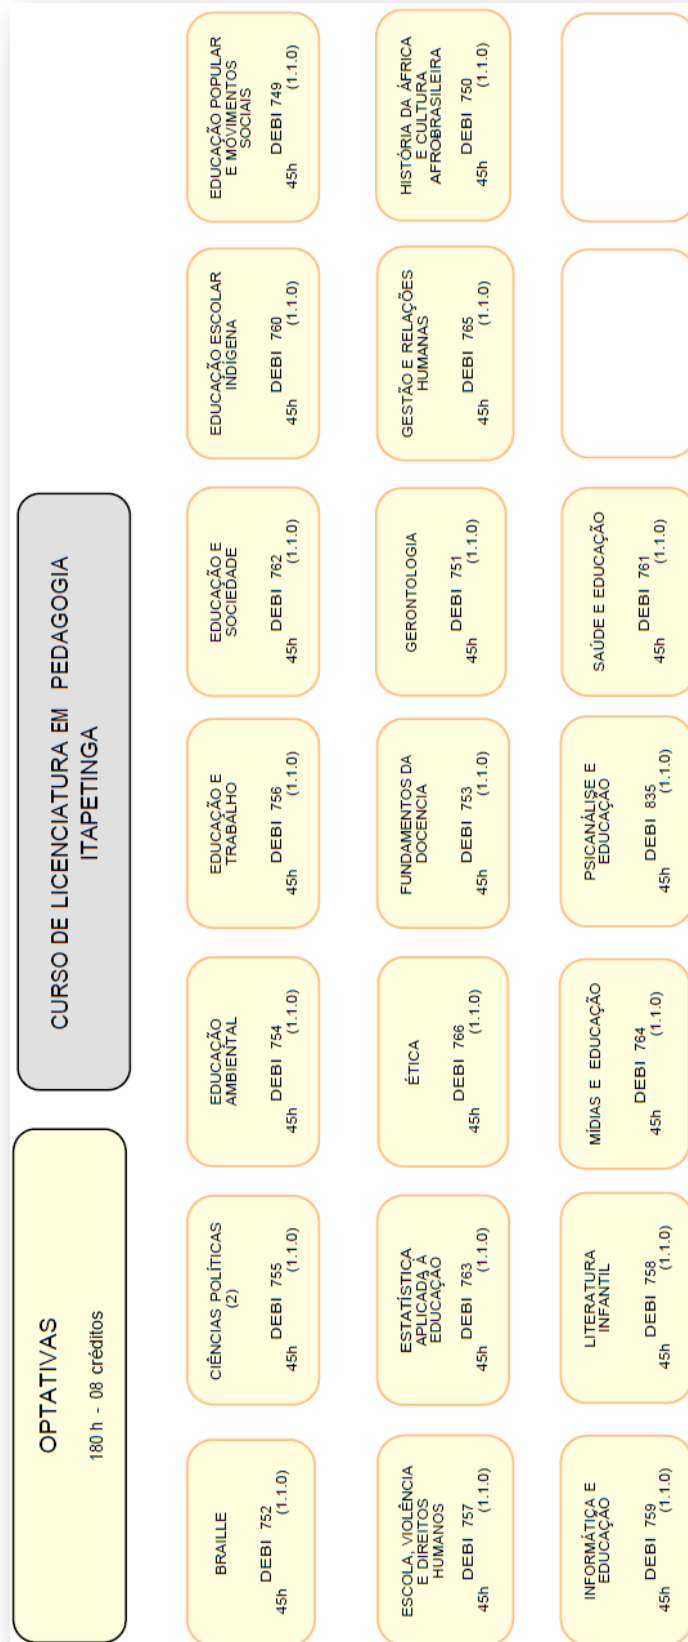 OPTATIVAS
180 h - 08 créditos
CURSO DE LICENCIATURA EM PEDAGOGIA
ITAPETINGA
BRAILLE
DEBI 752
45h (1.1.0)
CIÊNCIAS POLÍTICAS
(2)
DEBI 755
45h (1.1.0)
EDUCAÇÃO
AMBIENTAL
DEBI 754
45h (1.1.0)
EDUCAÇÃO E
TRABALHO
DEBI 756
45h (1.1.0)
EDUCAÇÃO E
SOCIEDADE
DEBI 762
45h (1.1.0)
EDUCAÇÃO ESCOLAR
INDÍGENA
DEBI 760
45h (1.1.0)
EDUCAÇÃO POPULAR
E MOVIMENTOS
SOCIAIS
DEBI 749
45h (1.1.0)
ESCOLA, VIOLÊNCIA
E DIREITOS
HUMANOS
DEBI 757
45h (1.1.0)
ESTATÍSTICA
APLICADA À
EDUCAÇÃO
DEBI 763
45h (1.1.0)
ÉTICA
DEBI 766
45h (1.1.0)
FUNDAMENTOS DA
DOCENCIA
DEBI 753
45h (1.1.0)
GERONTOLOGIA
DEBI 751
45h (1.1.0)
GESTÃO E RELAÇÕES
HUMANAS
DEBI 765
45h (1.1.0)
HISTÓRIA DA ÁFRICA
E CULTURA
AFROBRASILEIRA
DEBI 750
45h (1.1.0)
INFORMÁTICA E
EDUCAÇÃO
DEBI 759
45h (1.1.0)
LITERATURA
INFANTIL
DEBI 758
45h (1.1.0)
MÍDIAS E EDUCAÇÃO
DEBI 764
45h (1.1.0)
PSICANÁLISE E
EDUCAÇÃO
DEBI 835
45h (1.1.0)
SAÚDE E EDUCAÇÃO
DEBI 761
45h (1.1.0)